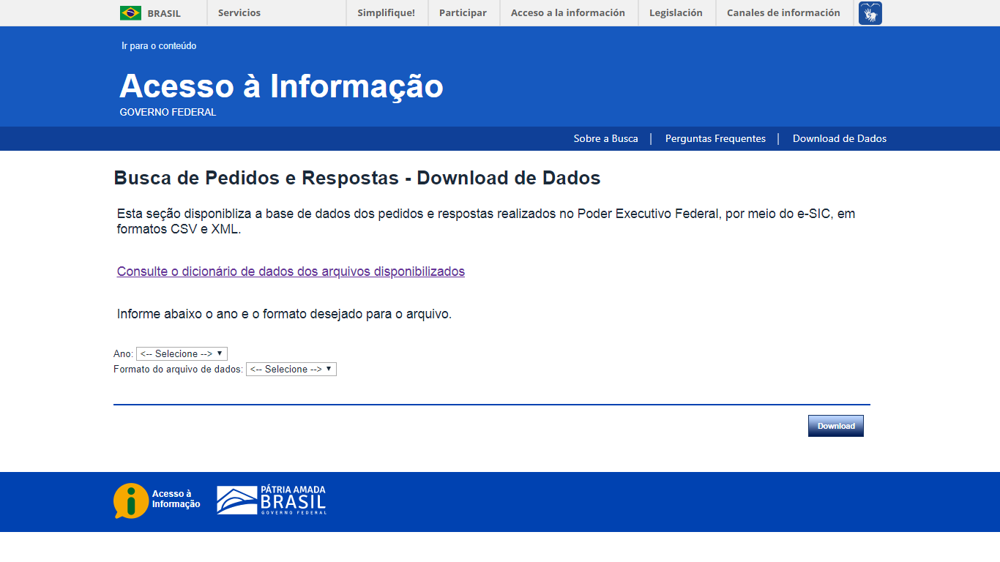 BRASIL Servicios Simplifique! Participar Acceso a la información Legislación Canales de información
Ir para o conteúdo
Acesso à Informação
GOVERNO FEDERAL
Sobre a Busca | Perguntas Frequentes | Download de Dados
Busca de Pedidos e Respostas - Download de Dados
Esta seção disponibliza a base de dados dos pedidos e respostas realizados no Poder Executivo Federal, por meio do e-SIC, em
formatos CSV e XML.
Consulte o dicionário de dados dos arquivos disponibilizados
Informe abaixo o ano e o formato desejado para o arquivo.
Ano: <-- Selecione -->
Formato do arquivo de dados: <-- Selecione -->
Download
Acesso à
Informação
PÁTRIA AMADA
BRASIL
GOVERNO FEDERAL